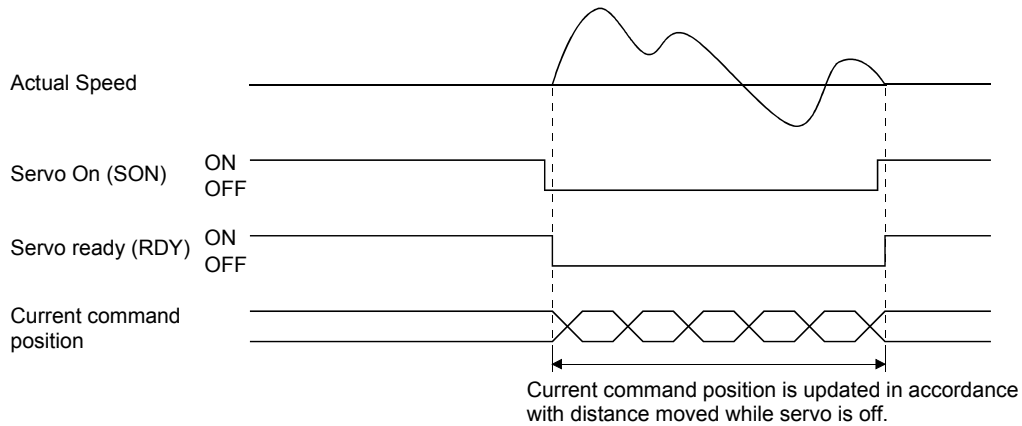 Actual Speed
Servo On (SON)
ON
OFF
Servo ready (RDY)
ON
OFF
Current command
position
Current command position is updated in accordance
with distance moved while servo is off.